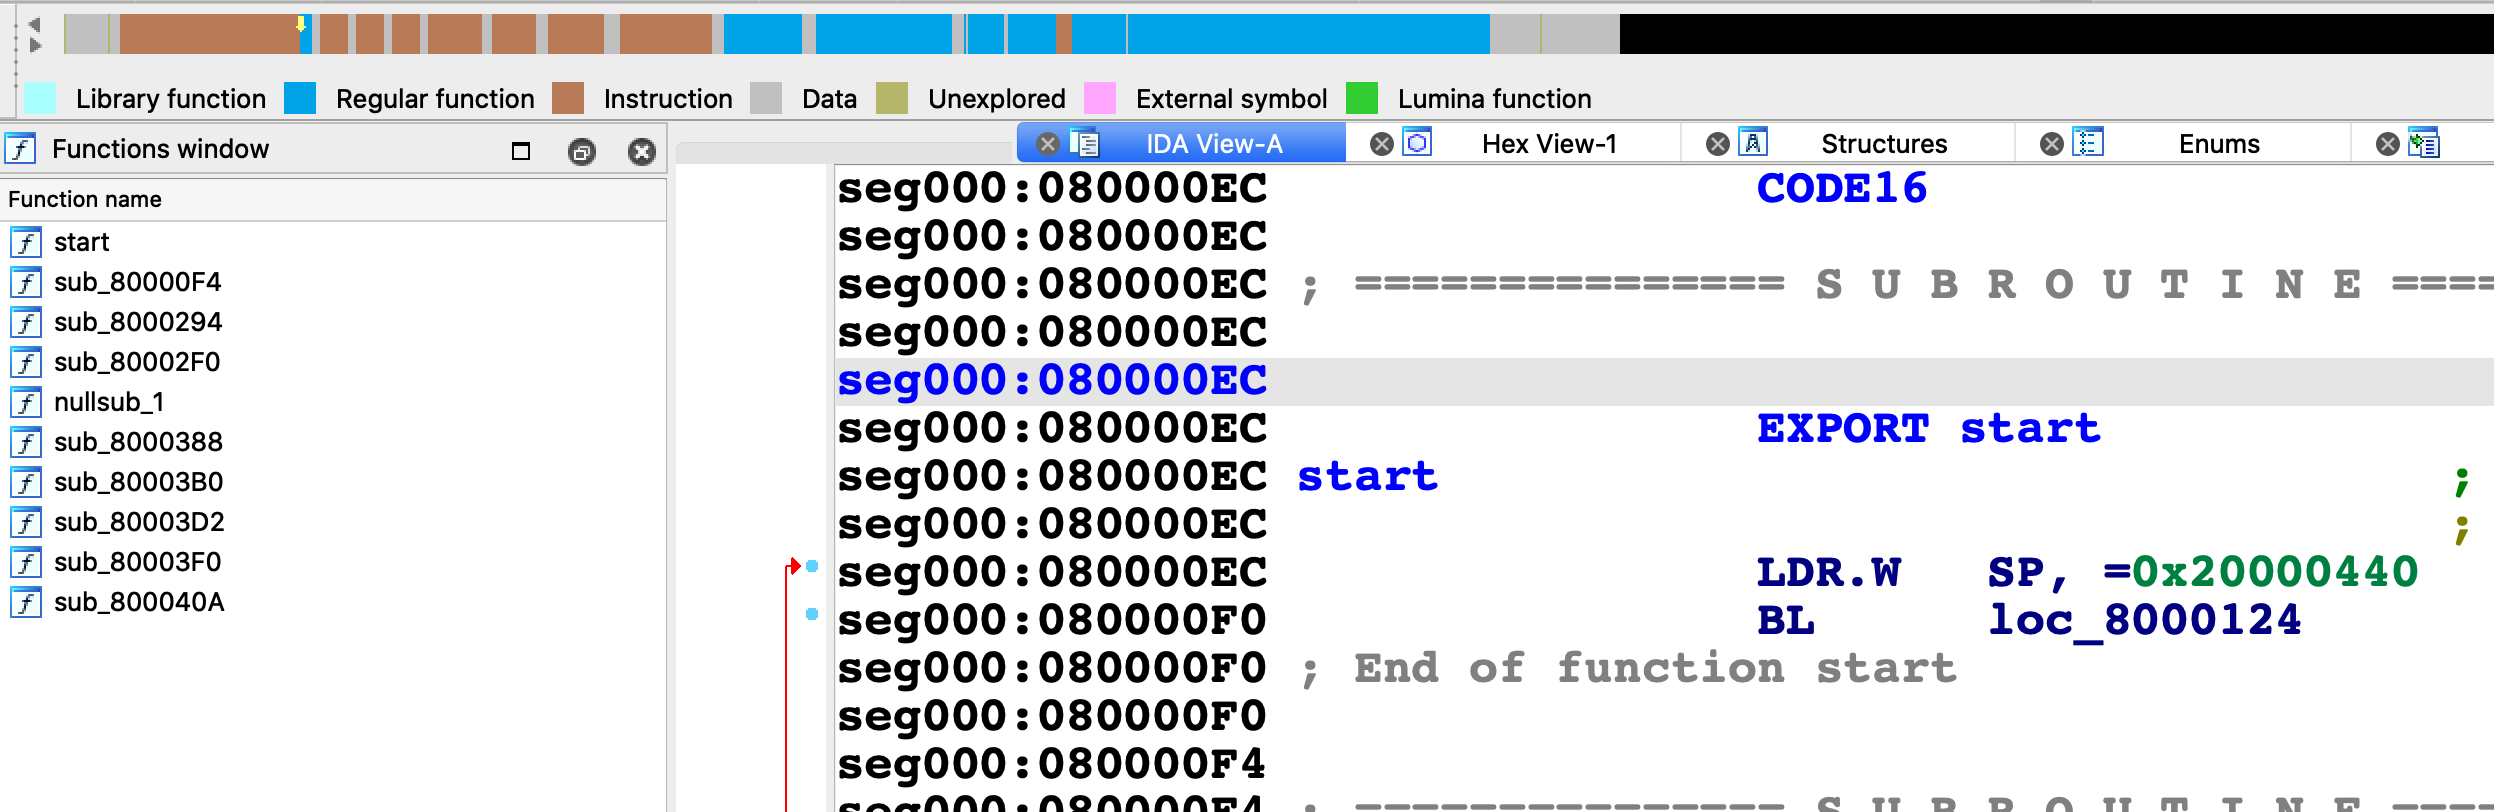 Library function Regular function Instruction Data Unexplored External symbol Lumina function
Functions window
Function name
start
sub_80000F4
sub_8000294
sub_80002F0
nullsub_1
sub_8000388
sub_80003B0
sub_80003D2
sub_80003F0
sub_800040A
IDA View-A Hex View-1 Structures Enums
seg000:080000EC CODE16
seg000:080000EC
seg000:080000EC ; =============== S U B R O U T I N E ====
seg000:080000EC
seg000:080000EC
seg000:080000EC EXPORT start
seg000:080000EC start ;
seg000:080000EC ;
seg000:080000EC LDR.W SP, =0x20000440
seg000:080000F0 BL loc_8000124
seg000:080000F0 ; End of function start
seg000:080000F0
seg000:080000F4
seg000:080000F4 ; =============== S U B R O U T I N E ====